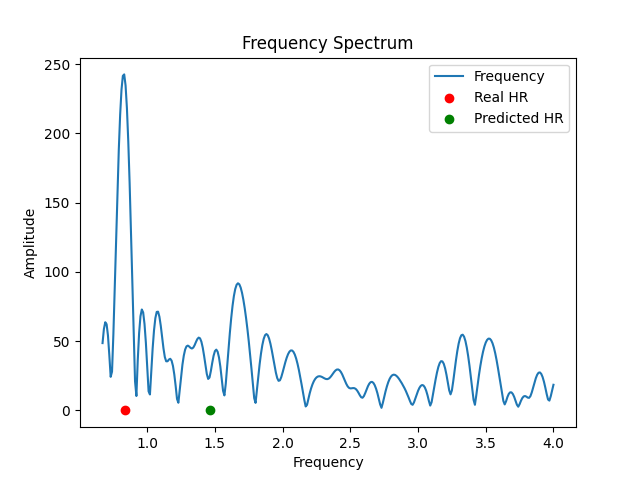 Frequency Spectrum
Frequency
Real HR
Predicted HR
250
200
150
100
50
0
Amplitude
1.0 1.5 2.0 2.5 3.0 3.5 4.0
Frequency